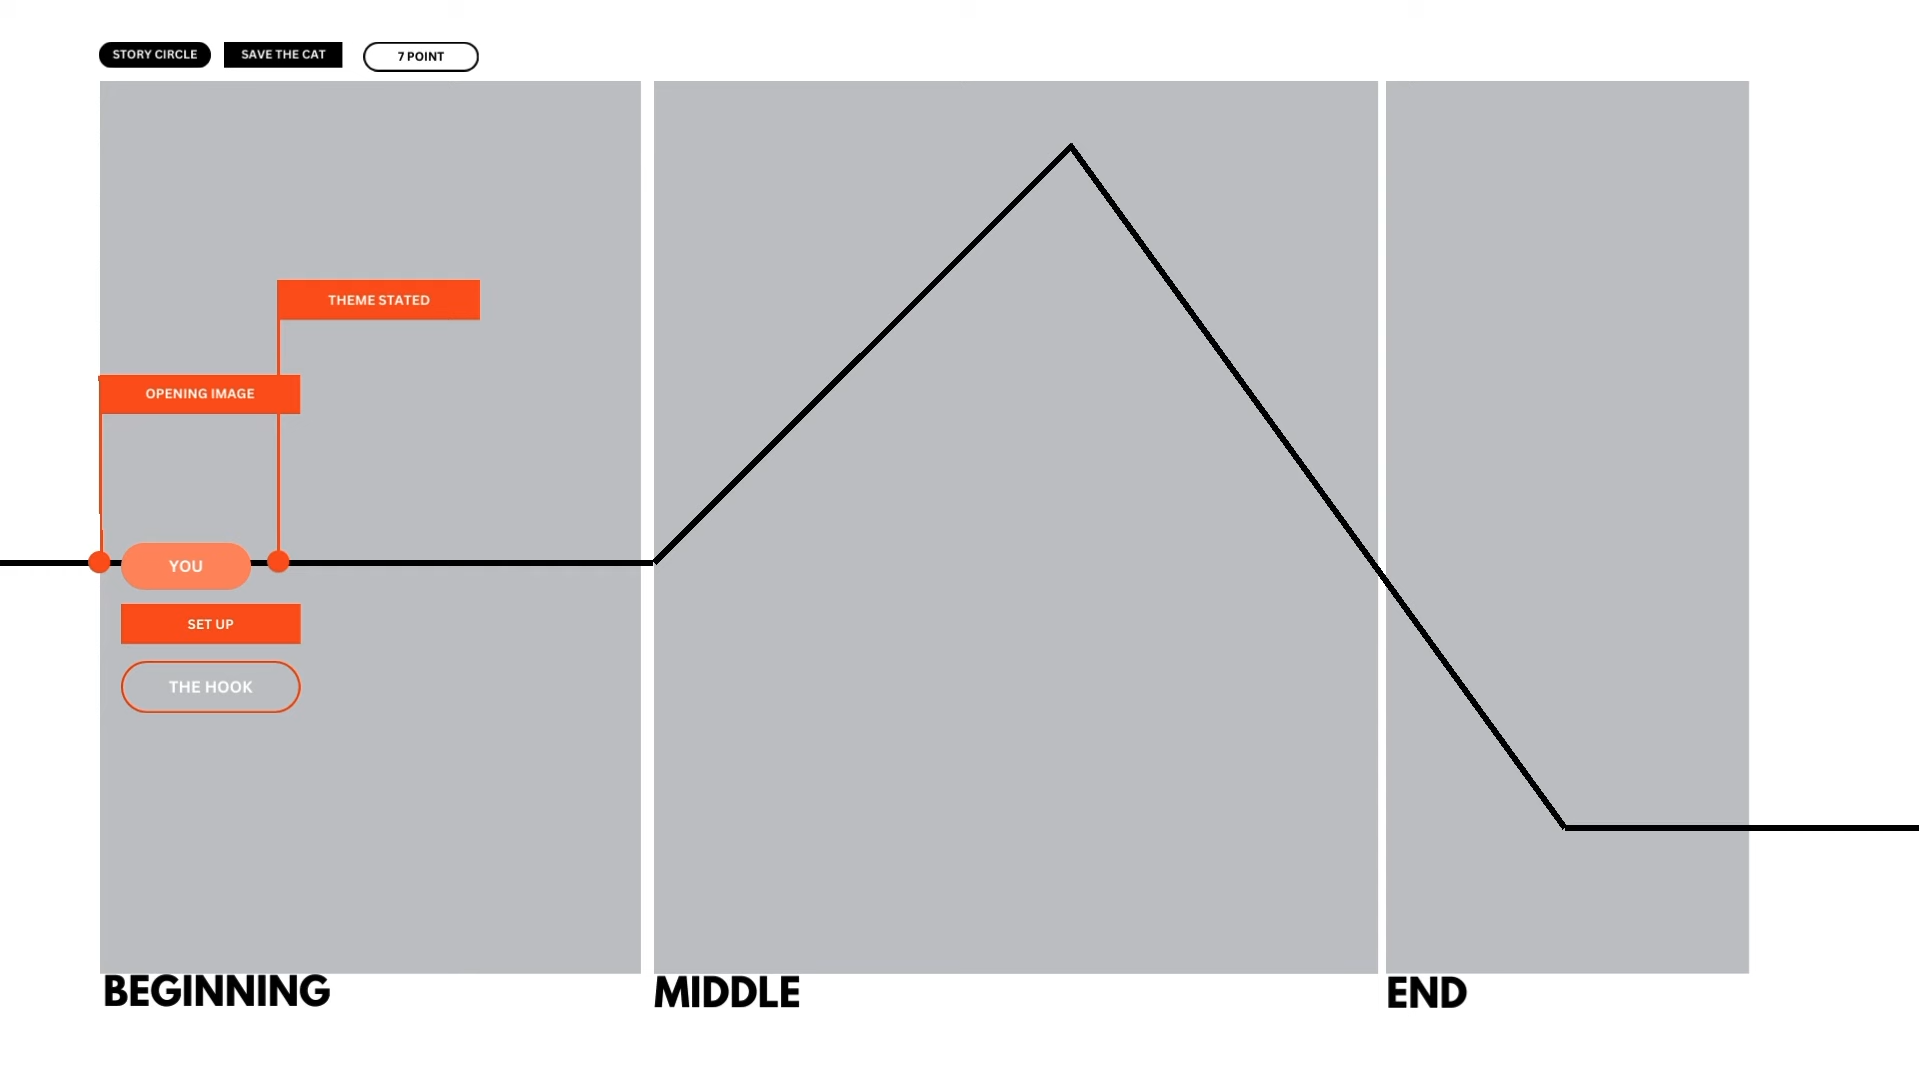 STORY CIRCLE
SAVE THE CAT
7 POINT
THEME STATED
OPENING IMAGE
YOU
SET UP
THE HOOK
BEGINNING
MIDDLE
END